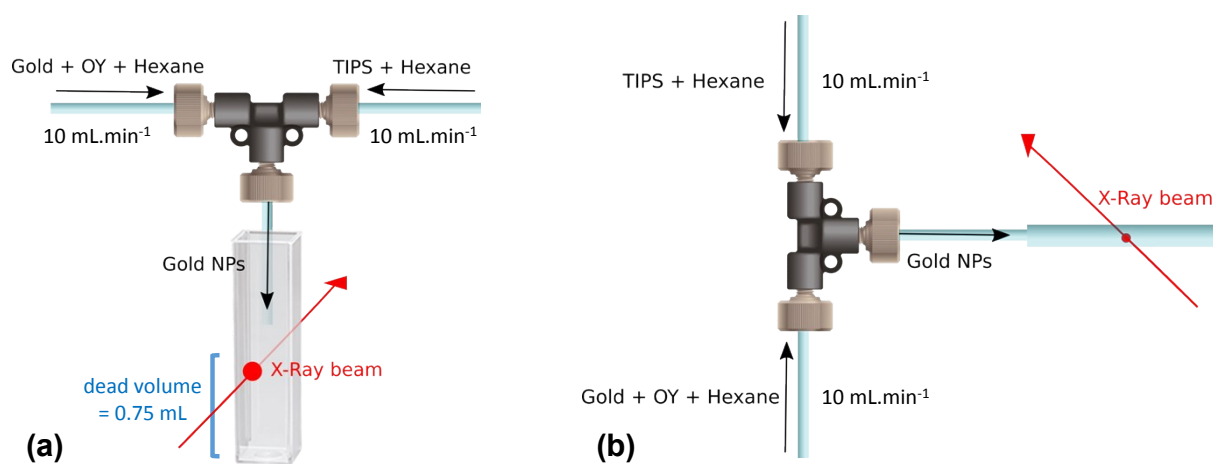 Gold + OY + Hexane
TIPS + Hexane
10 mL.min-1
10 mL.min-1
Gold NPs
X-Ray beam
dead volume
= 0.75 mL
(a)
TIPS + Hexane
10 mL.min-1
X-Ray beam
Gold NPs
Gold + OY + Hexane
10 mL.min-1
(b)